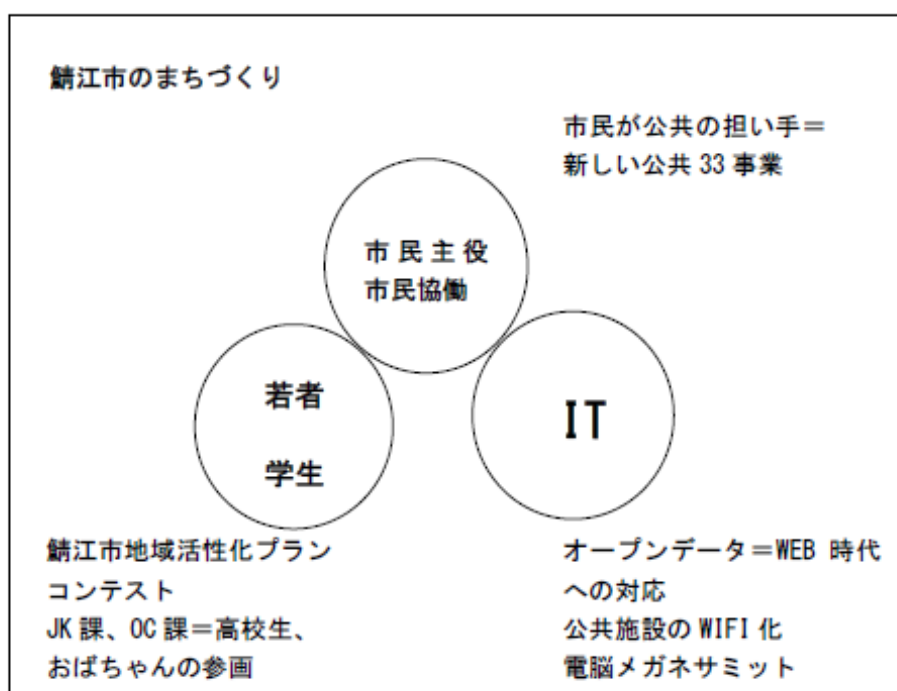 鯖江市のまちづくり
市民が公共の担い手＝
新しい公共 33 事業
市 民 主 役
市民協働
若者
学生
IT
鯖江市地域活性化プラン
コンテスト
JK 課、OC 課＝高校生、
おばちゃんの参画
オープンデータ＝WEB 時代
への対応
公共施設の WIFI 化
電脳メガネサミット